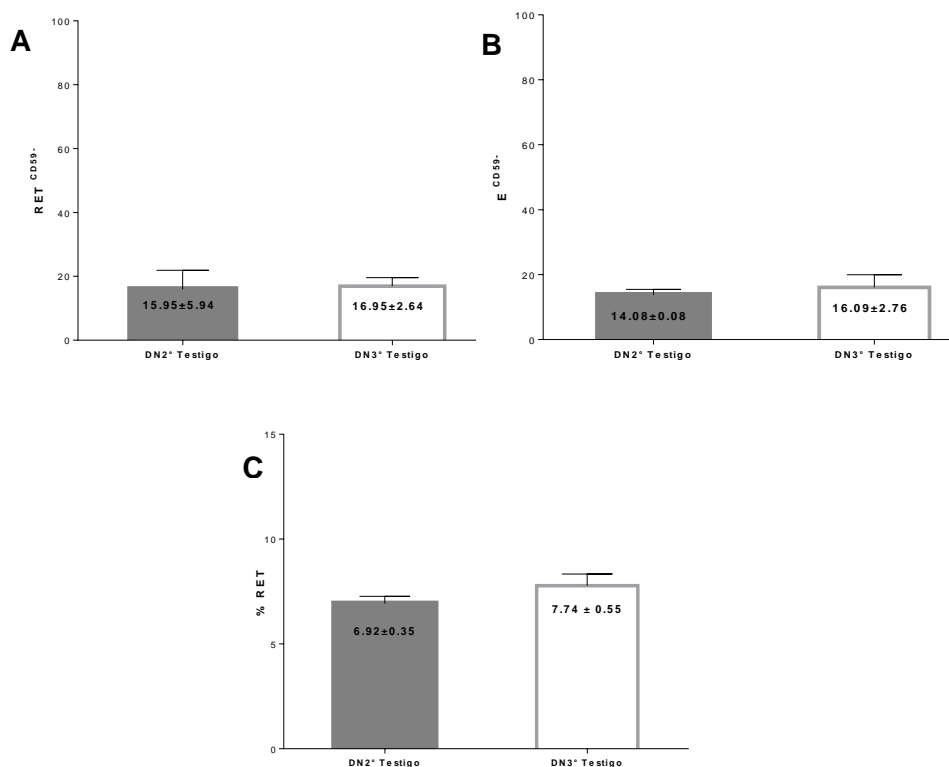 A
RET CD59-
100
80
60
40
20
0
15.95±5.94
16.95±2.64
DN2° Testigo
DN3° Testigo
B
E CD59-
100
80
60
40
20
0
14.08±0.08
16.09±2.76
DN2° Testigo
DN3° Testigo
C
% RET
15
10
5
0
6.92±0.35
7.74 ± 0.55
DN2° Testigo
DN3° Testigo